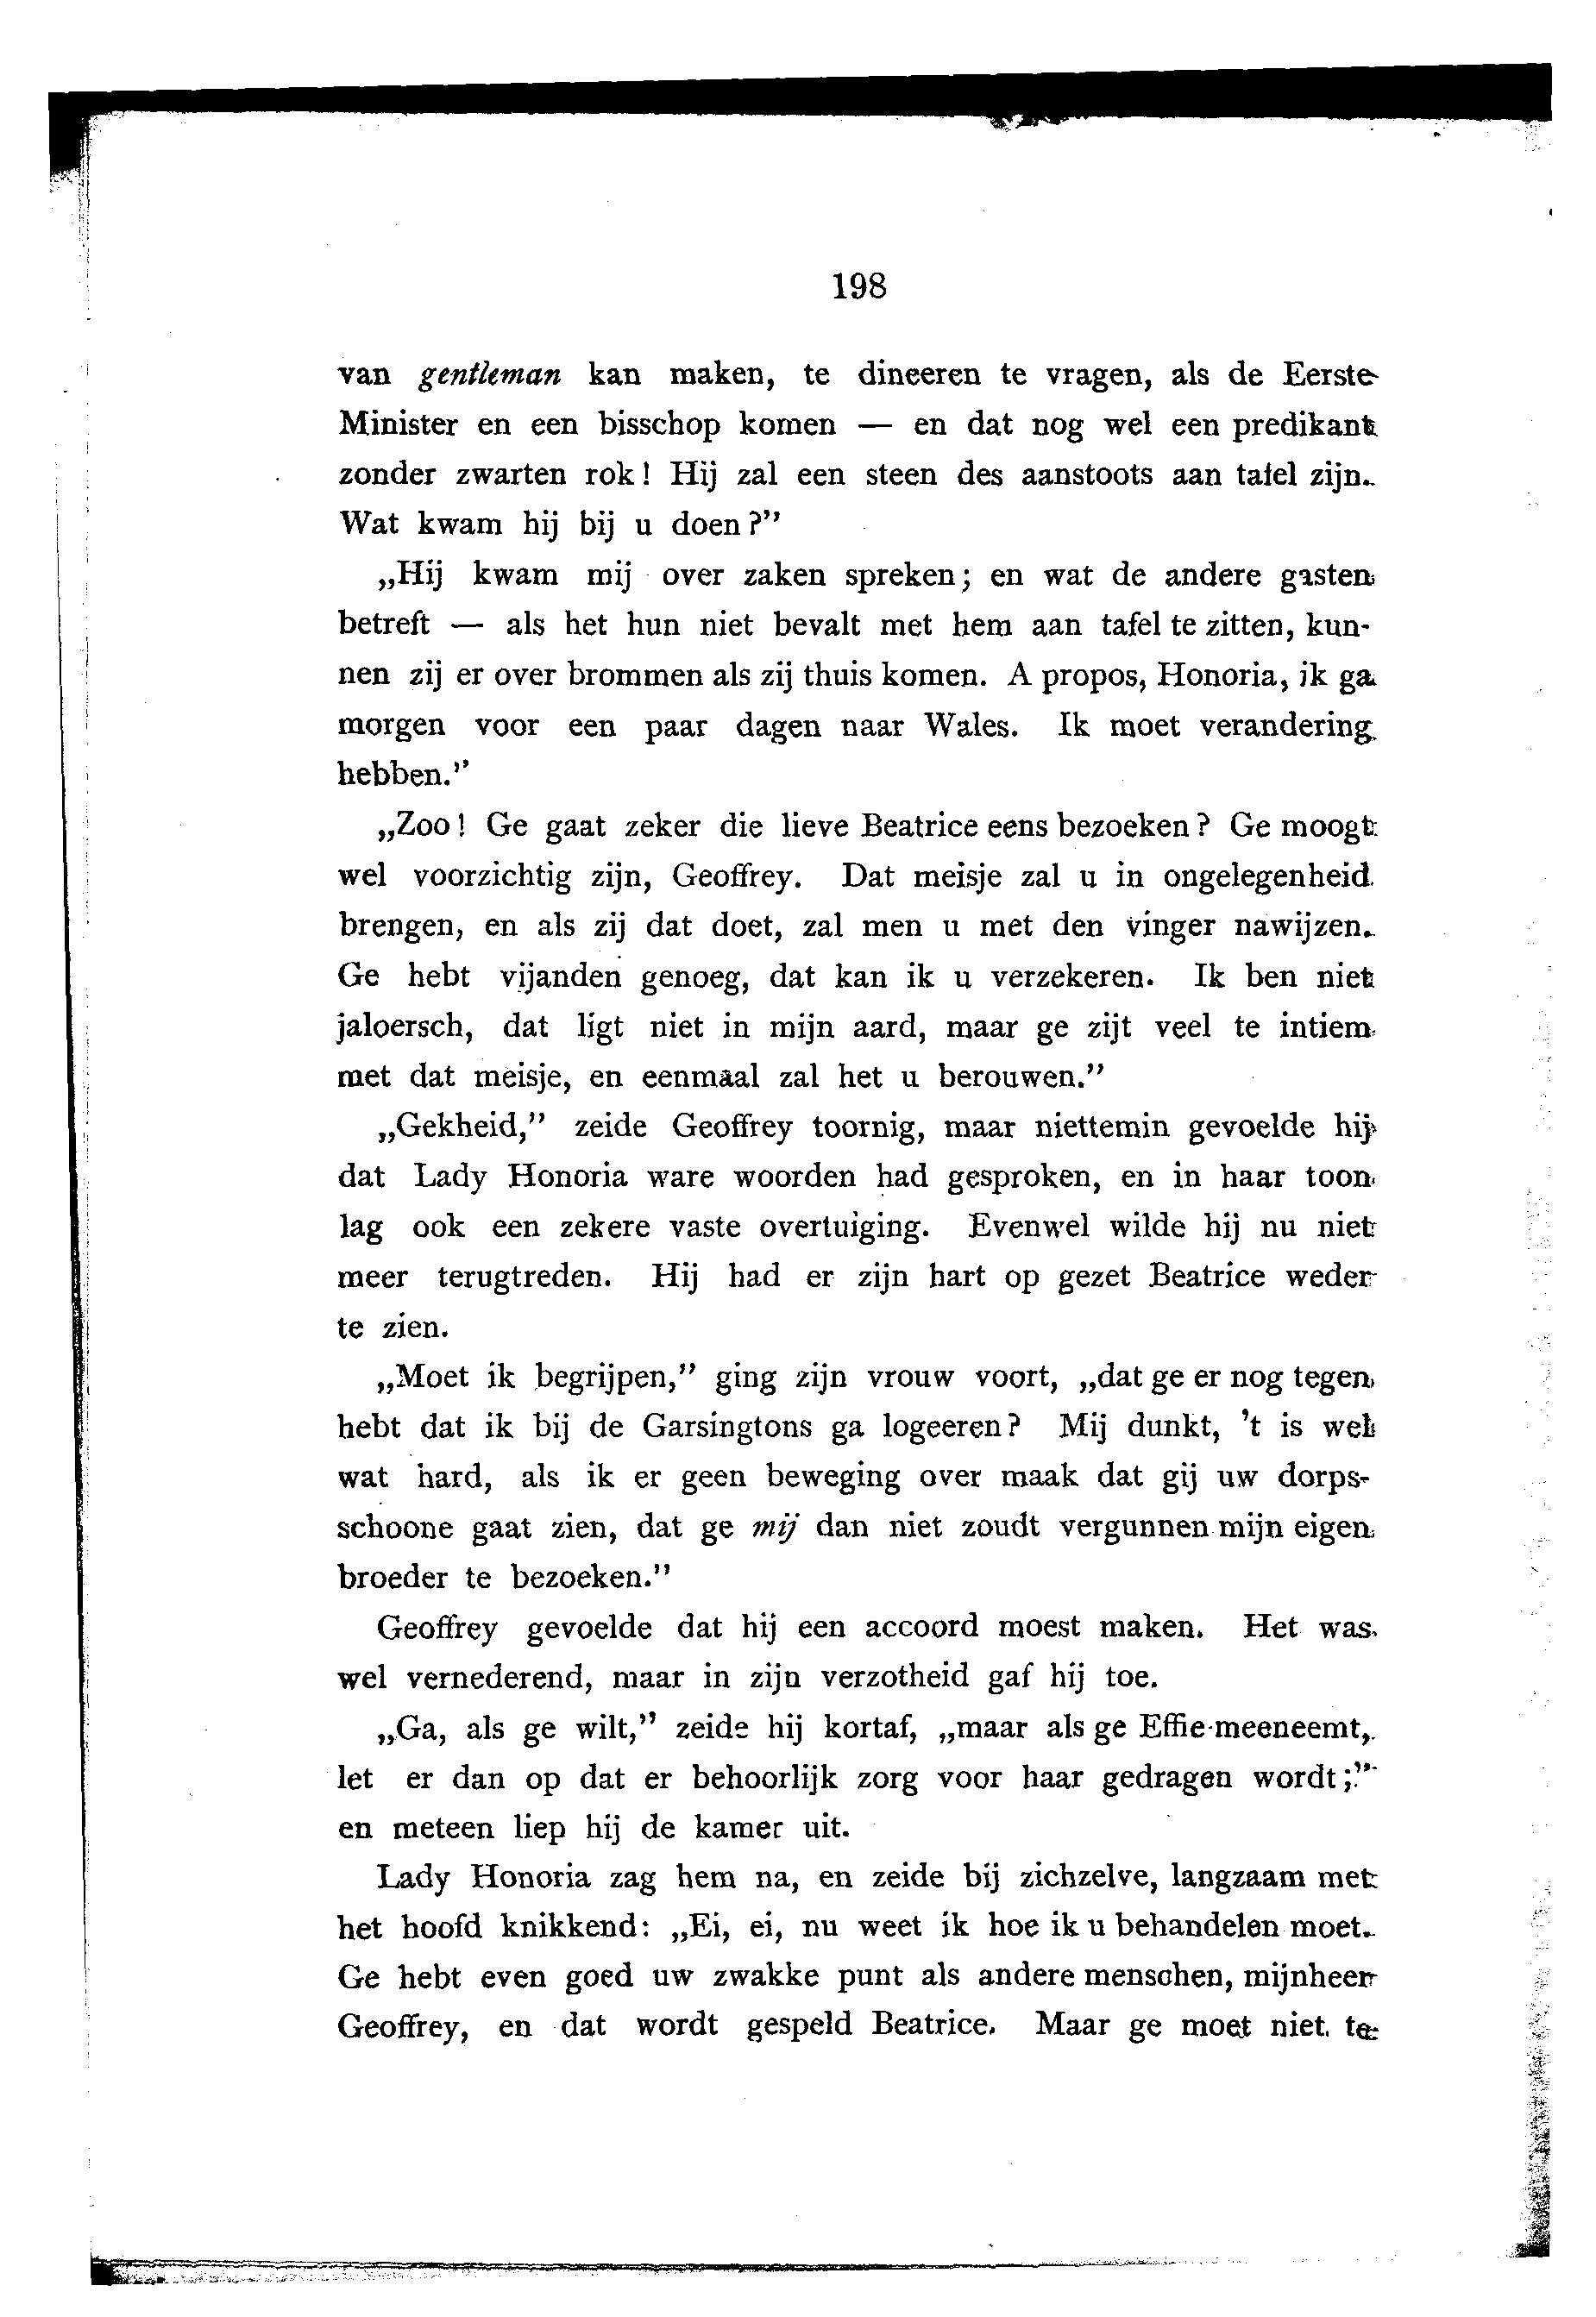 198
van gentleman kan maken, te dineeren te vragen, als de Eerste
Minister en een bisschop komen — en dat nog wel een predikant
zonder zwarten rok! Hij zal een steen des aanstoots aan tafel zijn.
Wat kwam hij bij u doen?”
„Hij kwam mij over zaken spreken; en wat de andere gasten
betreft — als het hun niet bevalt met hem aan tafel te zitten, kun-
nen zij er over brommen als zij thuis komen. A propos, Honoria, ik ga
morgen voor een paar dagen naar Wales. Ik moet verandering
hebben.”
„Zoo! Ge gaat zeker die lieve Beatrice eens bezoeken? Ge moogt
wel voorzichtig zijn, Geoffrey. Dat meisje zal u in ongelegenheid
brengen, en als zij dat doet, zal men u met den vinger nawijzen.
Ge hebt vijanden genoeg, dat kan ik u verzekeren. Ik ben niet
jaloersch, dat ligt niet in mijn aard, maar ge zijt veel te intiem
met dat meisje, en eenmaal zal het u berouwen.”
„Gekheid,” zeide Geoffrey toornig, maar niettemin gevoelde hij
dat Lady Honoria ware woorden had gesproken, en in haar toon
lag ook een zekere vaste overtuiging. Evenwel wilde hij nu niet
meer terugtreden. Hij had er zijn hart op gezet Beatrice weder
te zien.
„Moet ik begrijpen,” ging zijn vrouw voort, „dat ge er nog tegen
hebt dat ik bij de Garsingtons ga logeeren? Mij dunkt, 't is wel
wat hard, als ik er geen beweging over maak dat gij uw dorps-
schoone gaat zien, dat ge mij dan niet zoudt vergunnen mijn eigen
broeder te bezoeken.”
Geoffrey gevoelde dat hij een accoord moest maken. Het was
wel vernederend, maar in zijn verzotheid gaf hij toe.
„Ga, als ge wilt,” zeide hij kortaf, „maar als ge Effie meeneemt,
let er dan op dat er behoorlijk zorg voor haar gedragen wordt;”
en meteen liep hij de kamer uit.
Lady Honoria zag hem na, en zeide bij zichzelve, langzaam met
het hoofd knikkend: „Ei, ei, nu weet ik hoe ik u behandelen moet.
Ge hebt even goed uw zwakke punt als andere menschen, mijnheer
Geoffrey, en dat wordt gespeld Beatrice. Maar ge moet niet te